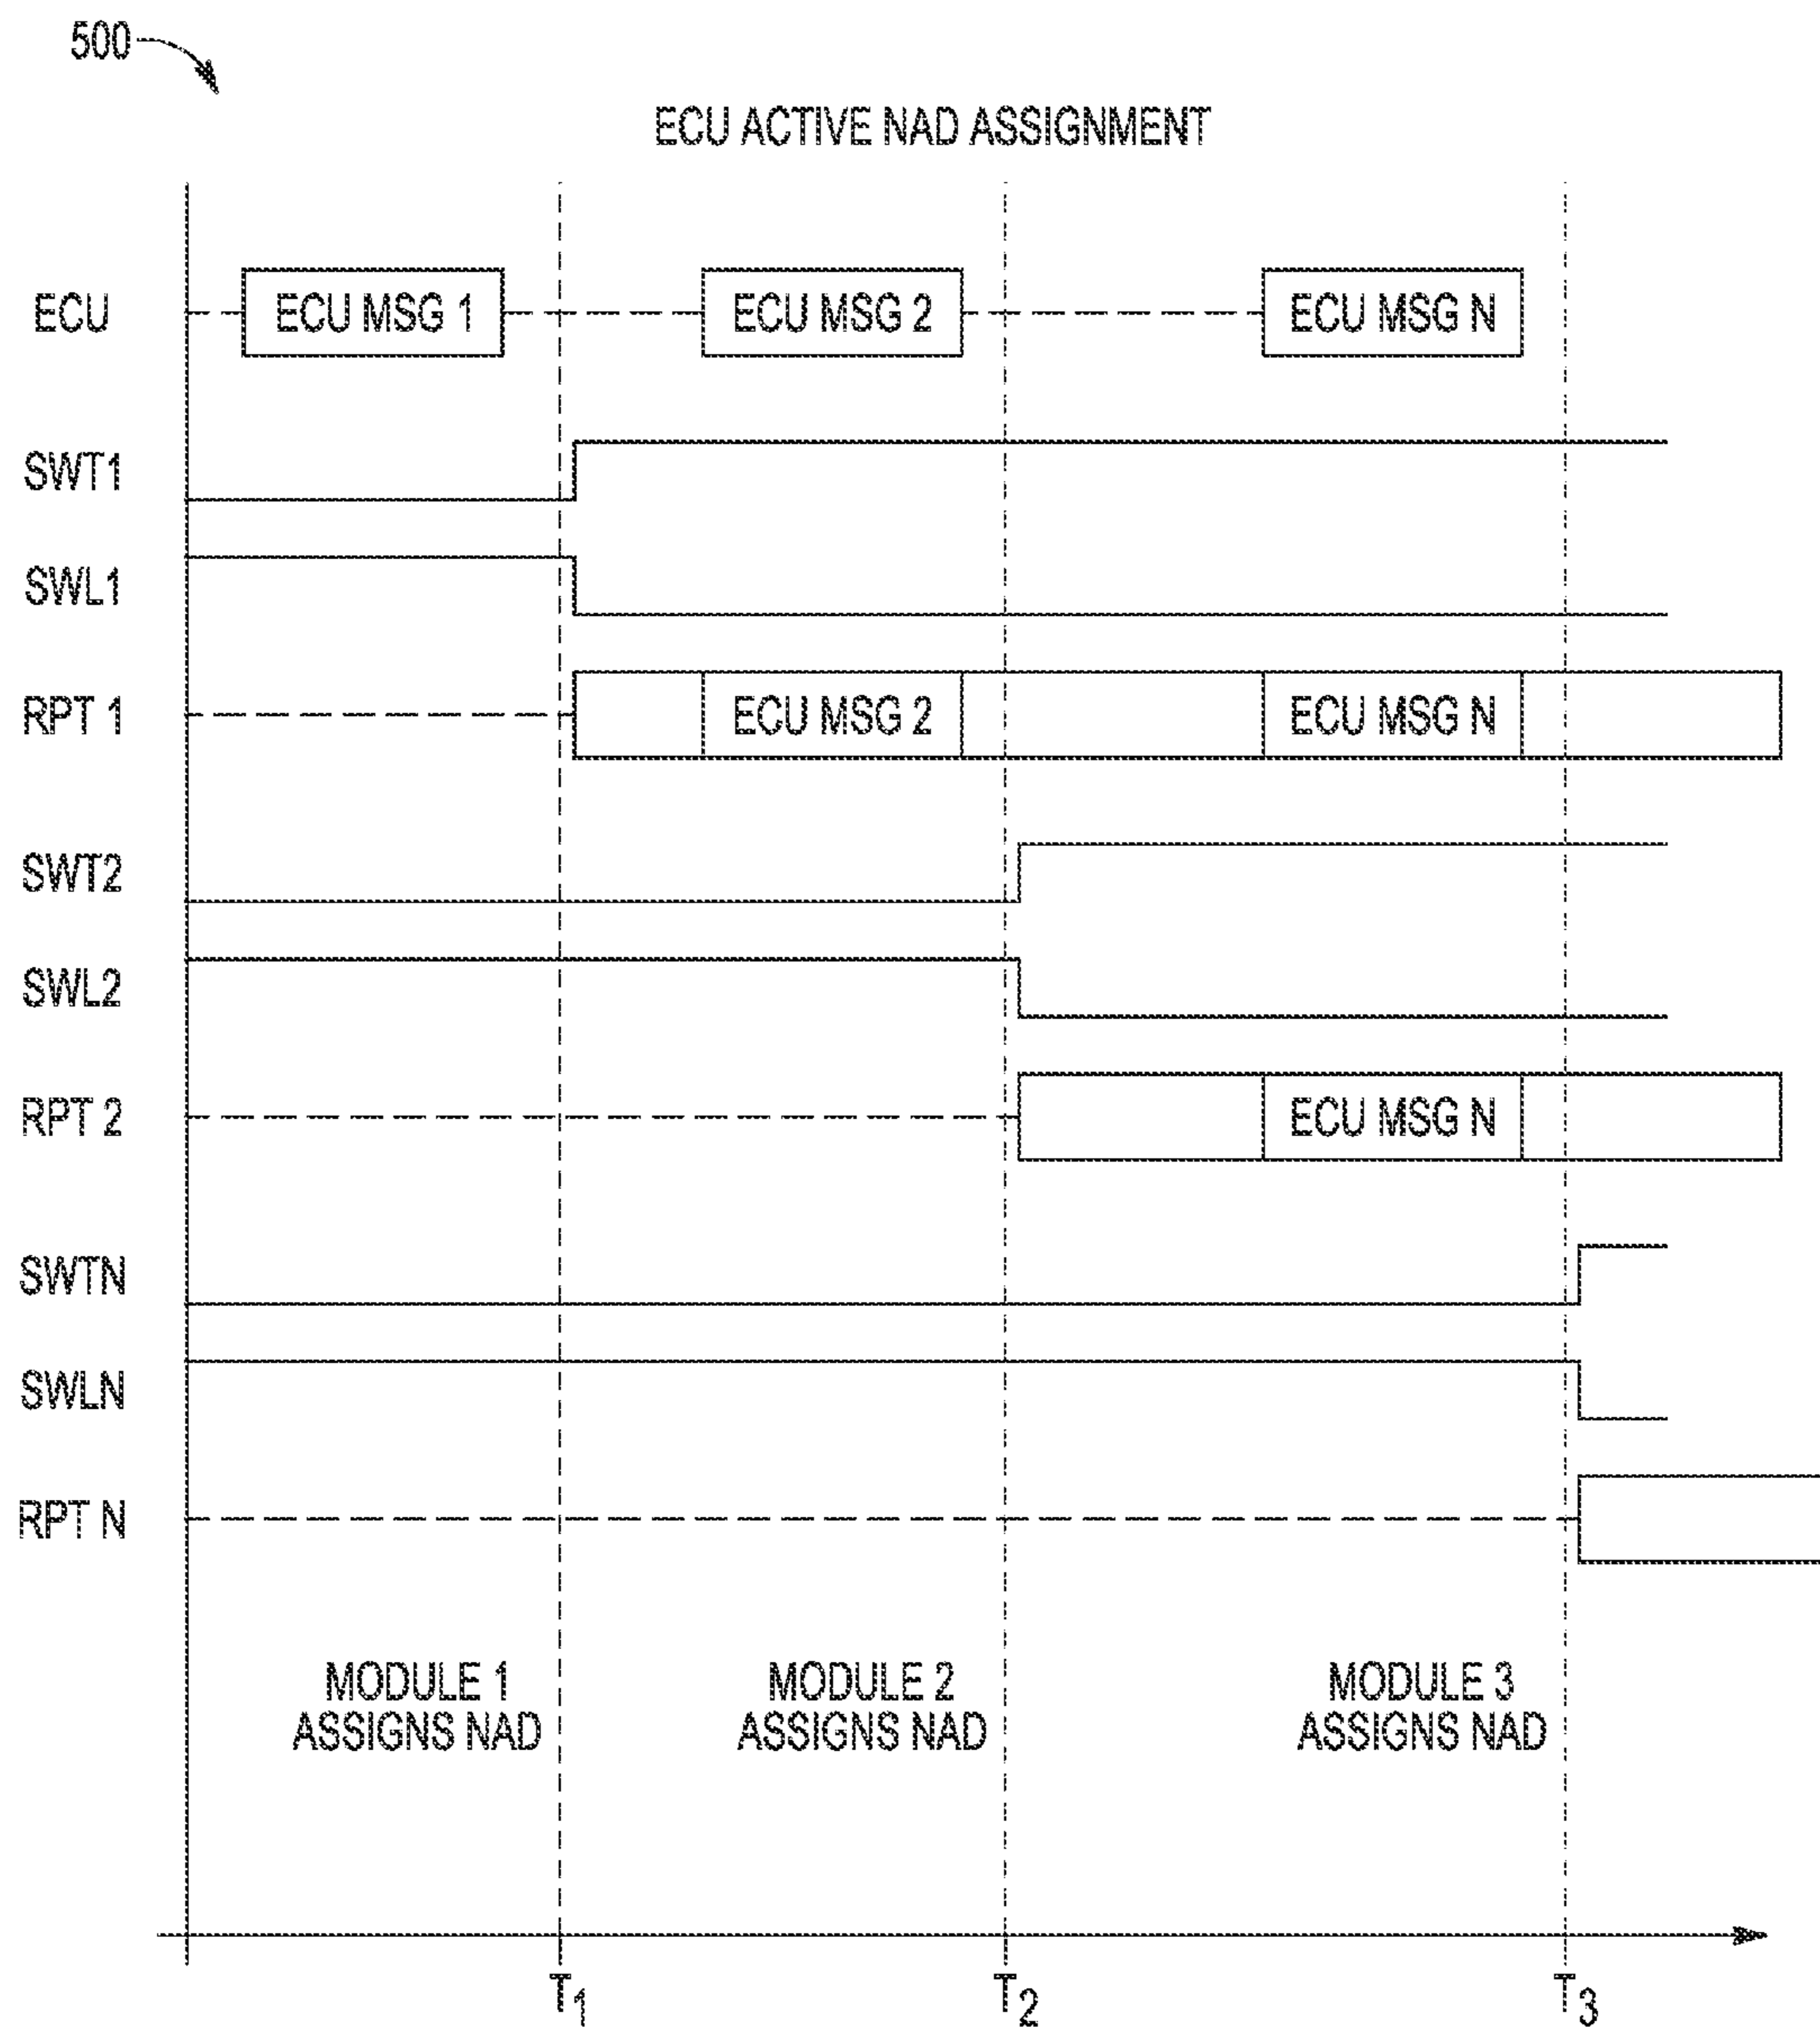 500
ECU ACTIVE NAD ASSIGNMENT
ECU
ECU MSG 1
ECU MSG 2
ECU MSG N
SWT1
SWL1
RPT 1
ECU MSG 2
ECU MSG N
SWT2
SWL2
RPT 2
ECU MSG N
SWTN
SWLN
RPT N
MODULE 1
ASSIGNS NAD
MODULE 2
ASSIGNS NAD
MODULE 3
ASSIGNS NAD
T1
T2
T3